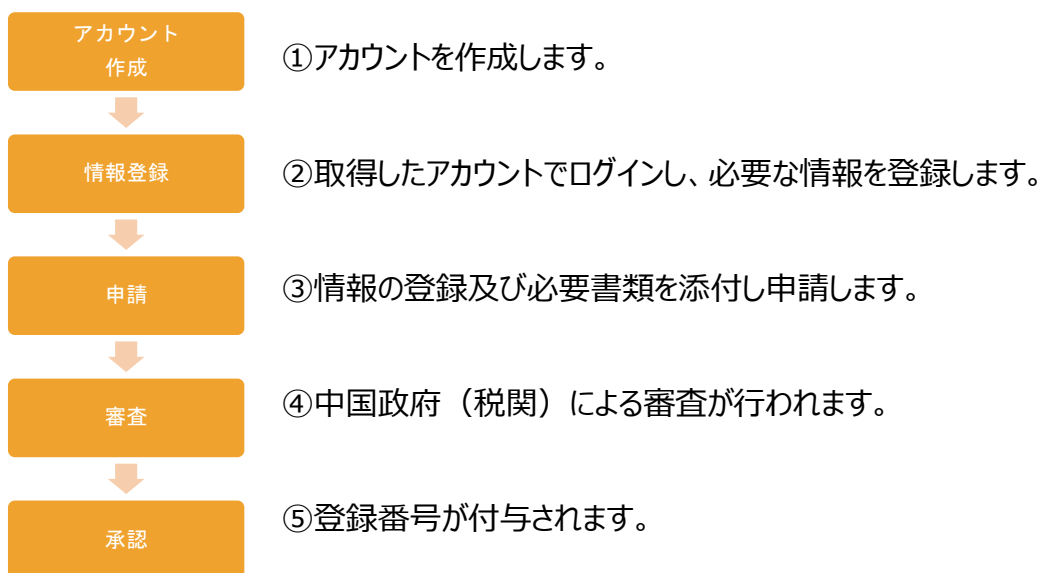 アカウント
作成
①アカウントを作成します。
情報登録
②取得したアカウントでログインし、必要な情報を登録します。
申請
③情報の登録及び必要書類を添付し申請します。
審査
④中国政府（税関）による審査が行われます。
承認
⑤登録番号が付与されます。